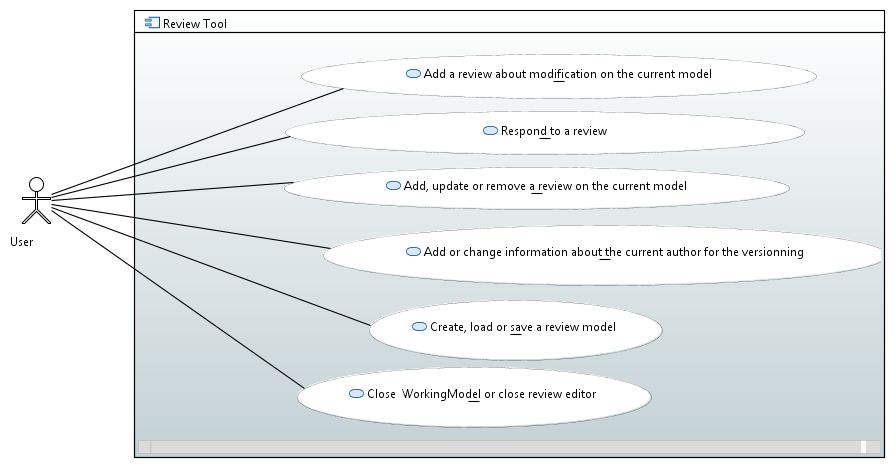 Review Tool
Add a review about modification on the current model
Respond to a review
Add, update or remove a review on the current model
User
Add or change information about the current author for the versionning
Create, load or save a review model
Close  WorkingModel or close review editor